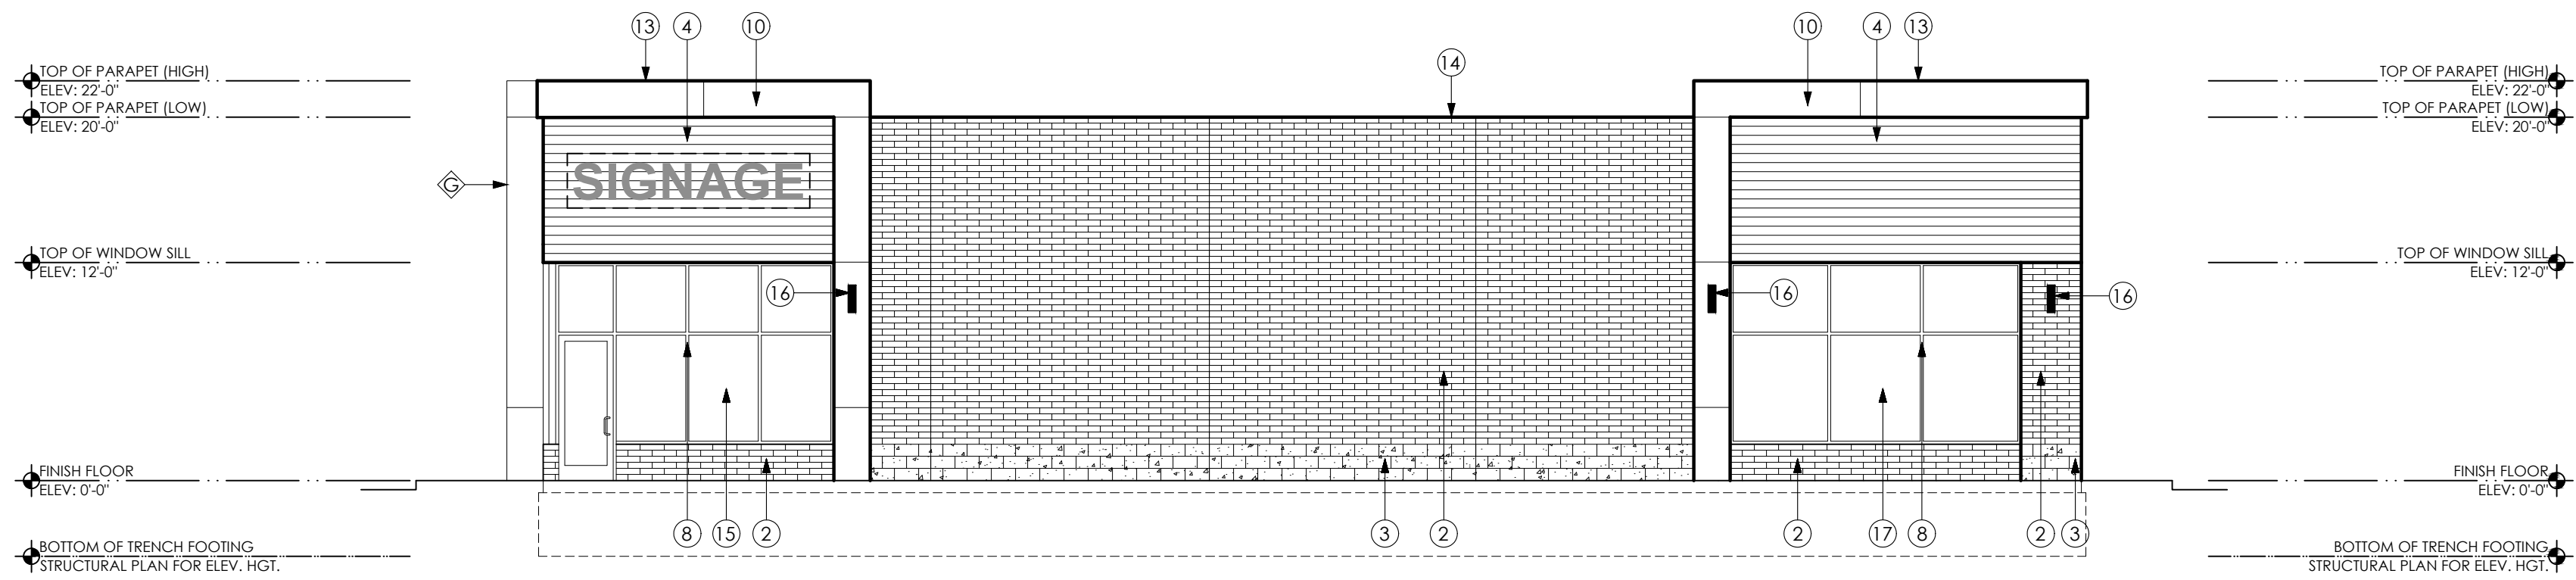 13 4 10 10 4 13
14
TOP OF PARAPET (HIGH) TOP OF PARAPET (HIGH)
ELEV: 22'-0" ELEV: 22'-0"
TOP OF PARAPET (LOW) TOP OF PARAPET (LOW)
ELEV: 20'-0" ELEV: 20'-0"
G SIGNAGE
TOP OF WINDOW SILL TOP OF WINDOW SILL
ELEV: 12'-0" ELEV: 12'-0"
16 16 16
FINISH FLOOR FINISH FLOOR
ELEV: 0'-0" ELEV: 0'-0"
8 15 2 3 2 2 17 8 2 3
BOTTOM OF TRENCH FOOTING BOTTOM OF TRENCH FOOTING
STRUCTURAL PLAN FOR ELEV. HGT. STRUCTURAL PLAN FOR ELEV. HGT.